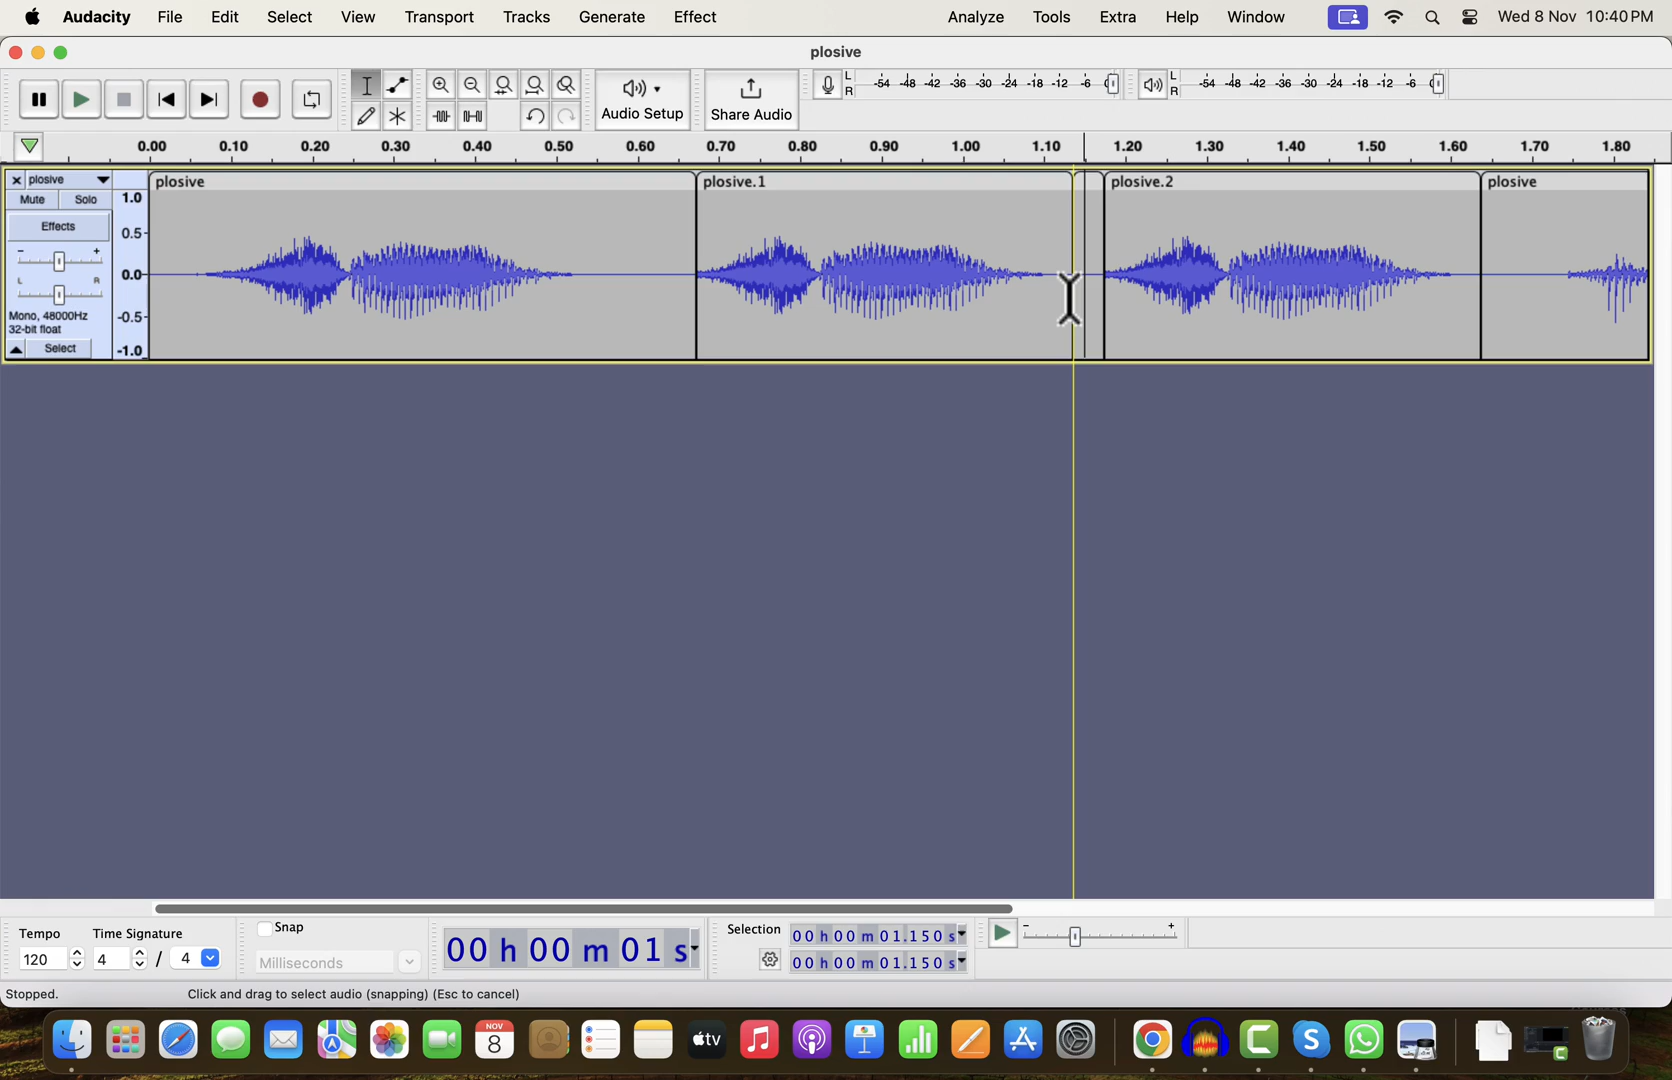 Audacity File Edit Select View Transport Tracks Generate Effect Analyze Tools Extra Help Window Wed 8 Nov 10:40 PM
plosive
L -54 -48 -42 -36 -30 -24 -18 -12 -6 0 L -54 -48 -42 -36 -30 -24 -18 -12 -6 0
R R
Audio Setup Share Audio
0.00 0.10 0.20 0.30 0.40 0.50 0.60 0.70 0.80 0.90 1.00 1.10 1.20 1.30 1.40 1.50 1.60 1.70 1.80
plosive plosive plosive.1 plosive.2 plosive
Mute Solo 1.0
Effects 0.5
- +
0.0
L R
Mono, 48000Hz -0.5
32-bit float
Select -1.0
Tempo Time Signature Snap Selection 00 h 00 m 01.150 s - +
120 4 / 4 Milliseconds 00 h 00 m 01 s 00 h 00 m 01.150 s
Stopped. Click and drag to select audio (snapping) (Esc to cancel)
NOV
8
tv